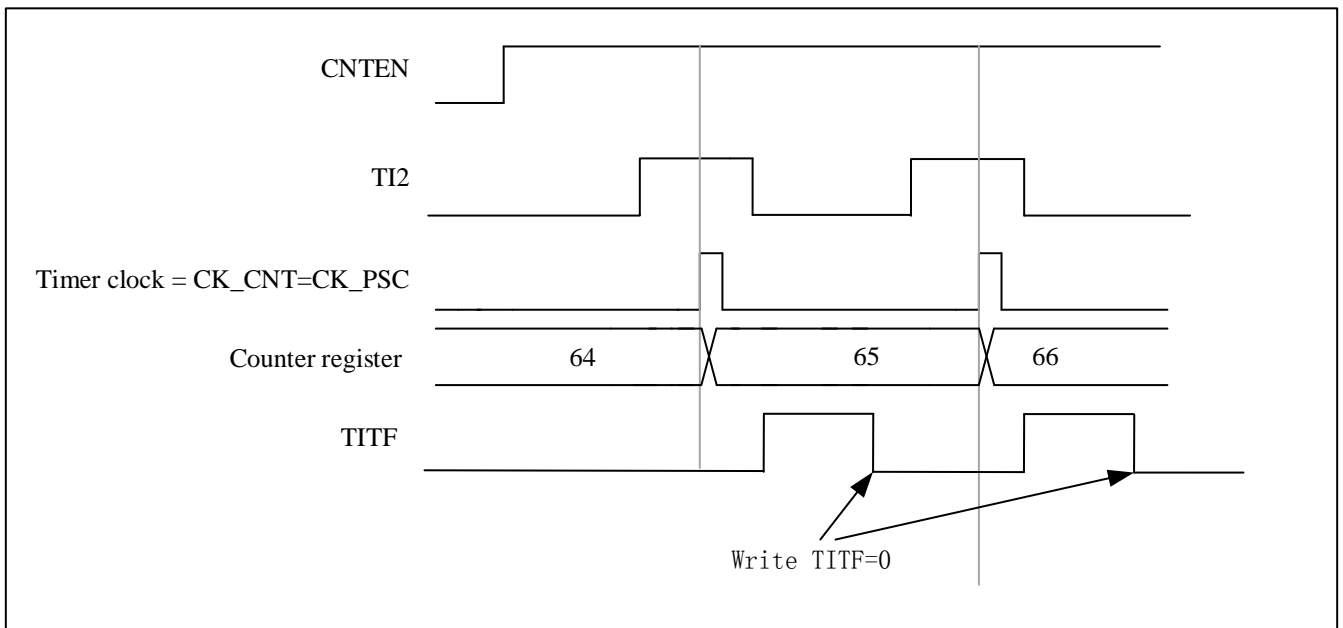 CNTEN
TI2
Timer clock = CK_CNT=CK_PSC
Counter register
64
65
66
TITF
Write TITF=0